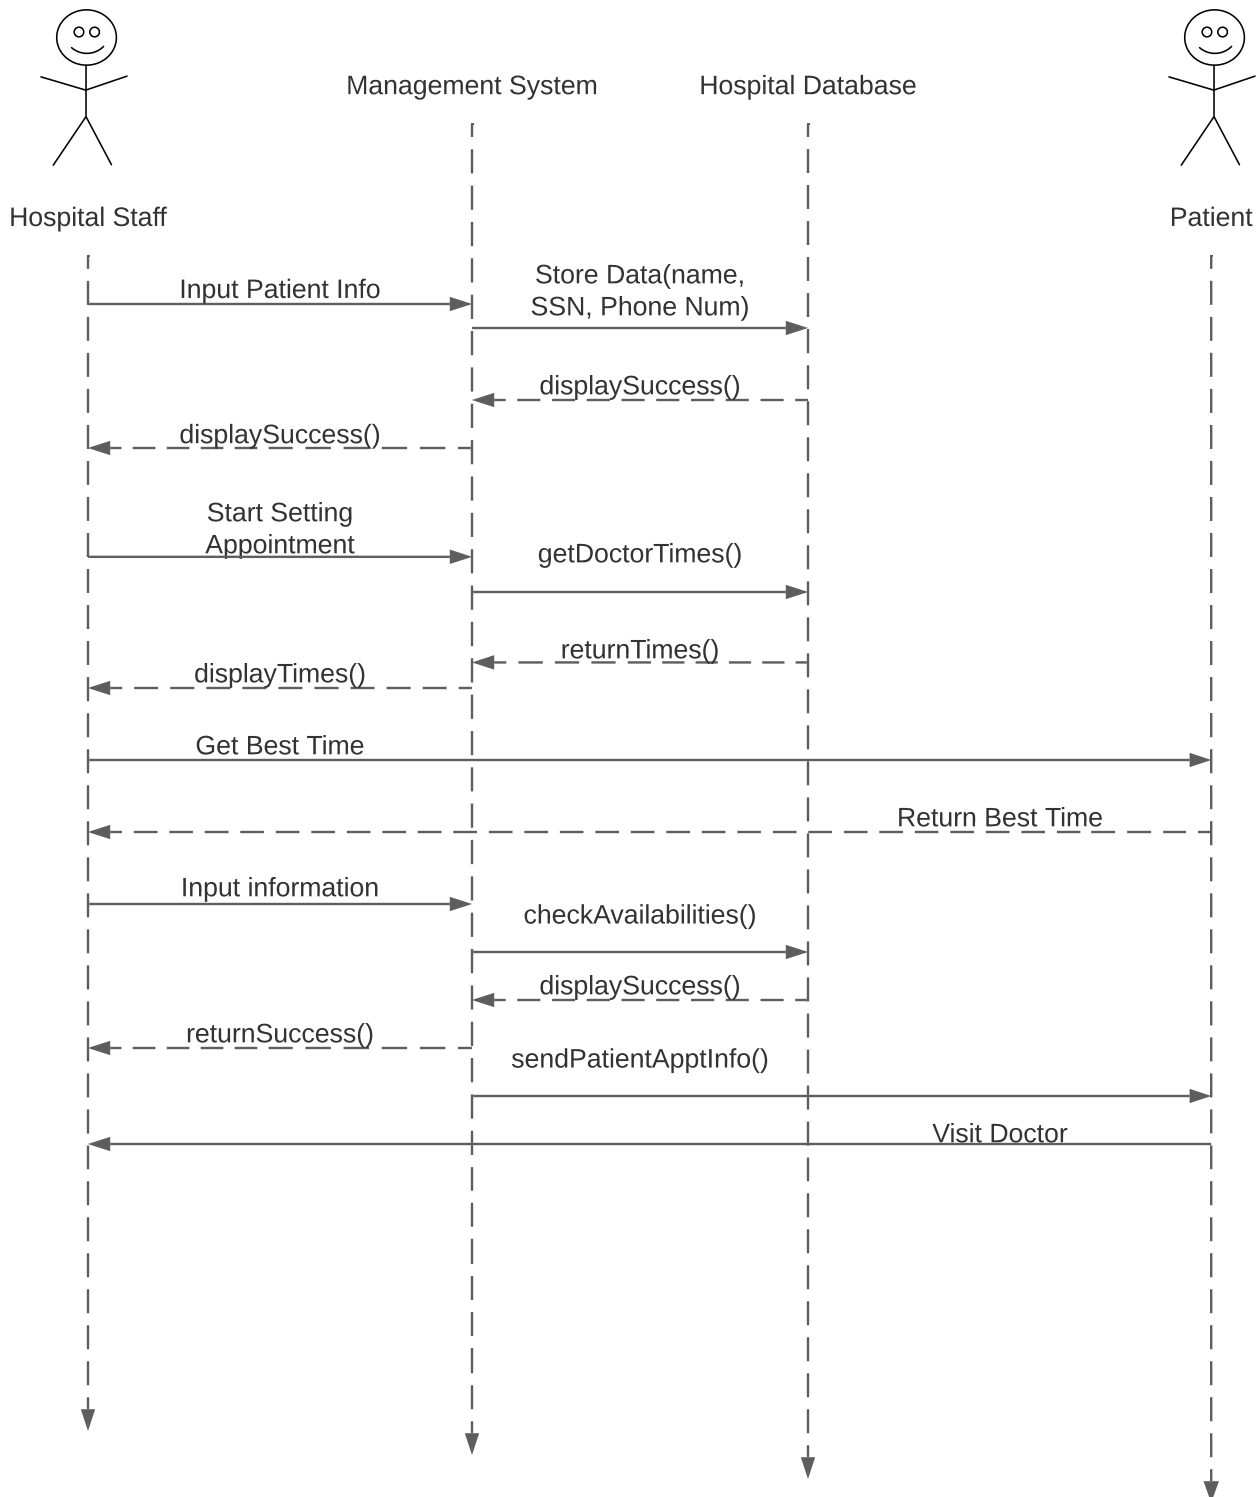 Management System
Hospital Database
Hospital Staff
Patient
Input Patient Info
Store Data(name,
SSN, Phone Num)
displaySuccess()
displaySuccess()
Start Setting
Appointment
getDoctorTimes()
returnTimes()
displayTimes()
Get Best Time
Return Best Time
Input information
checkAvailabilities()
displaySuccess()
returnSuccess()
sendPatientApptInfo()
Visit Doctor